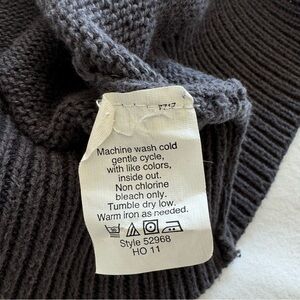 Machine wash cold
gentle cycle,
with like colors,
inside out.
Non chlorine
bleach only.
Tumble dry low.
Warm iron as needed.
Style 52968
HO 11